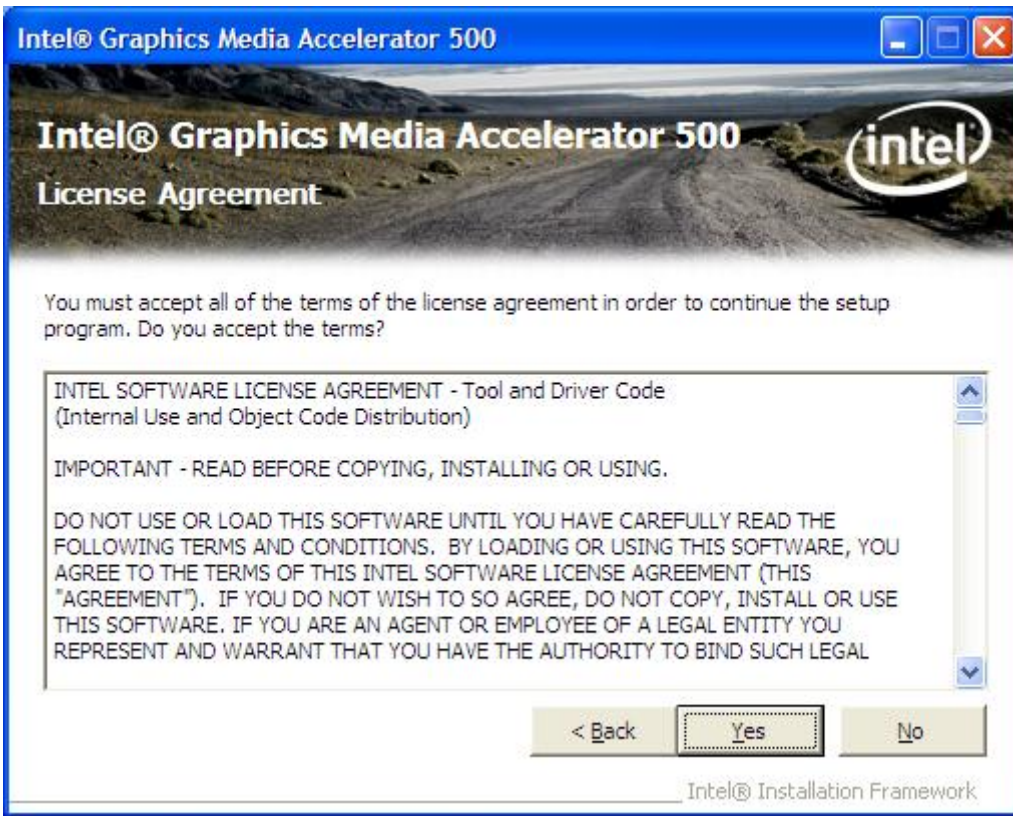 Intel® Graphics Media Accelerator 500
Intel® Graphics Media Accelerator 500
intel
License Agreement
You must accept all of the terms of the license agreement in order to continue the setup
program. Do you accept the terms?
INTEL SOFTWARE LICENSE AGREEMENT - Tool and Driver Code
(Internal Use and Object Code Distribution)
IMPORTANT - READ BEFORE COPYING, INSTALLING OR USING.
DO NOT USE OR LOAD THIS SOFTWARE UNTIL YOU HAVE CAREFULLY READ THE
FOLLOWING TERMS AND CONDITIONS.  BY LOADING OR USING THIS SOFTWARE, YOU
AGREE TO THE TERMS OF THIS INTEL SOFTWARE LICENSE AGREEMENT (THIS
"AGREEMENT").  IF YOU DO NOT WISH TO SO AGREE, DO NOT COPY, INSTALL OR USE
THIS SOFTWARE. IF YOU ARE AN AGENT OR EMPLOYEE OF A LEGAL ENTITY YOU
REPRESENT AND WARRANT THAT YOU HAVE THE AUTHORITY TO BIND SUCH LEGAL
< Back Yes No
Intel® Installation Framework